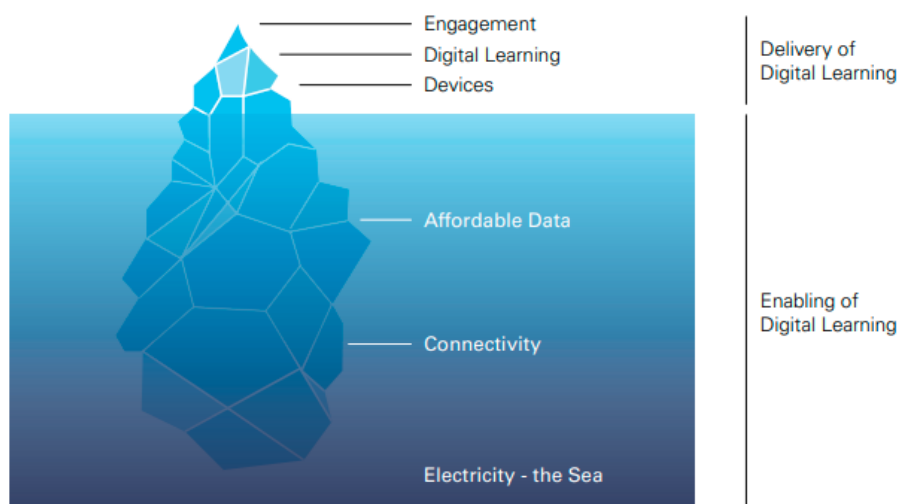 Engagement
Digital Learning
Devices
Delivery of
Digital Learning
Affordable Data
Connectivity
Electricity - the Sea
Enabling of
Digital Learning